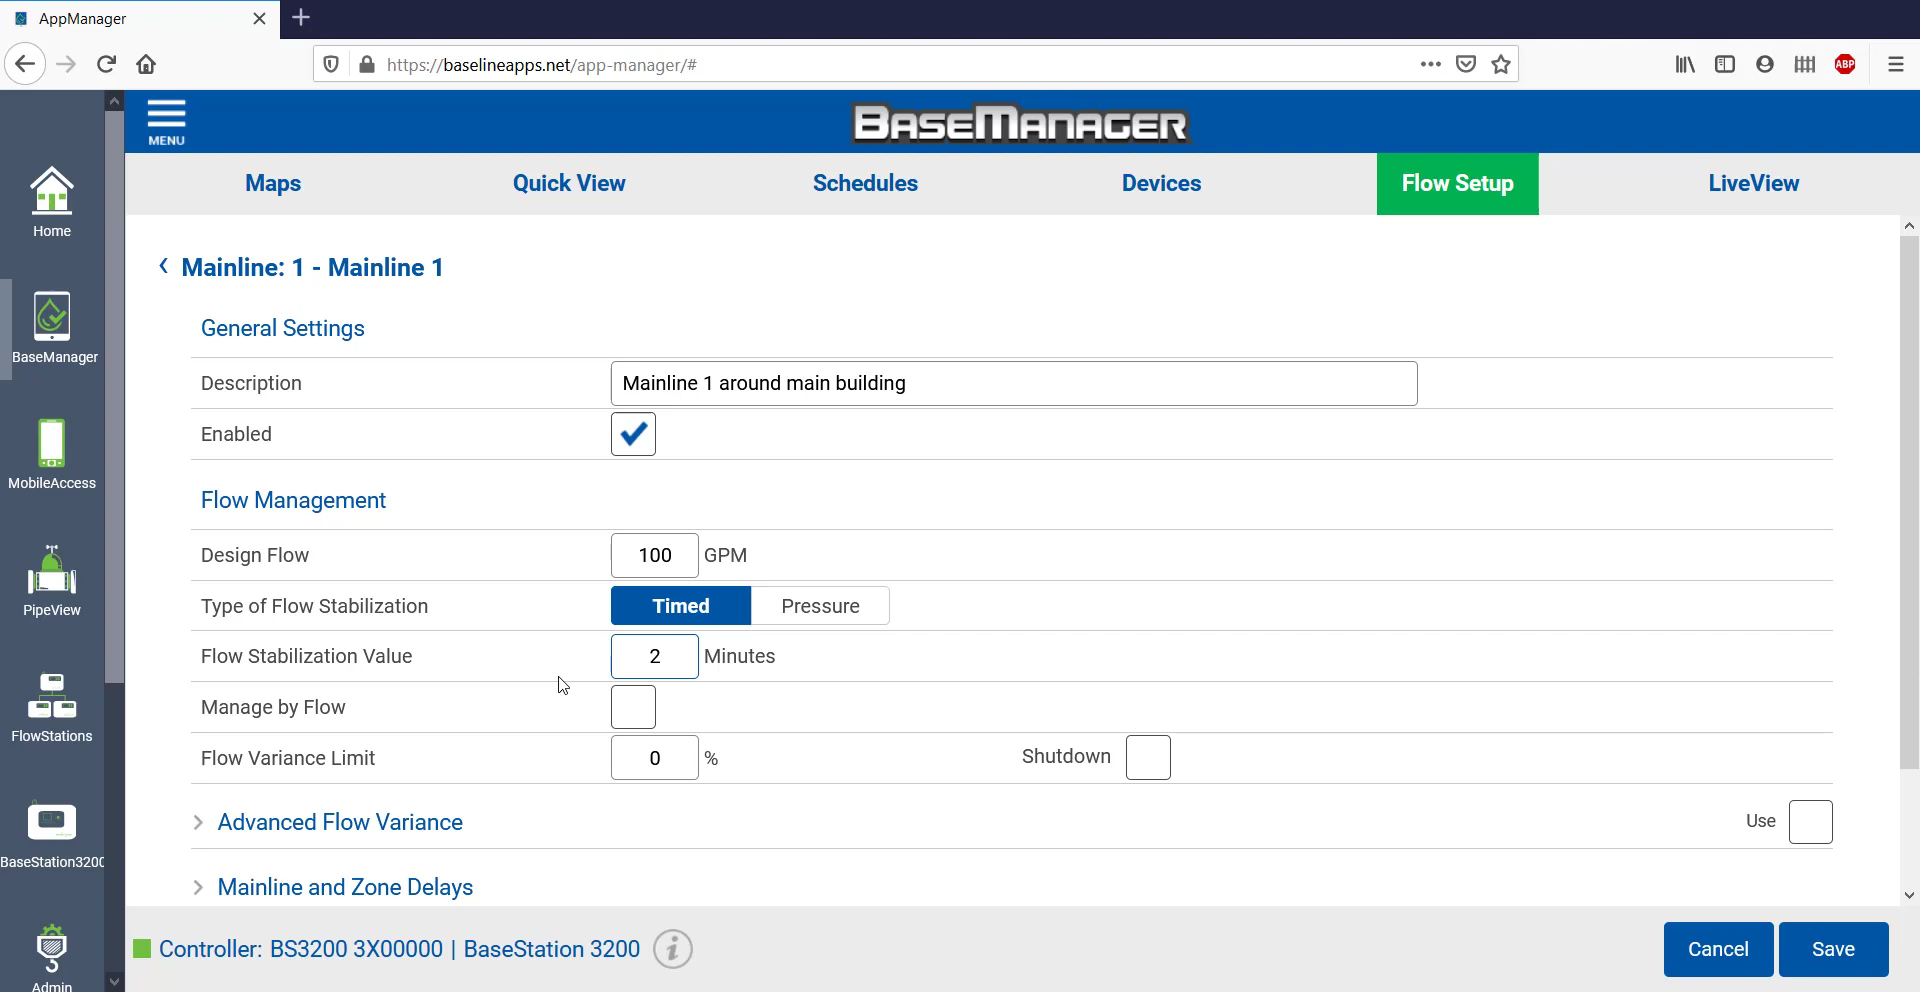 AppManager
https://baselineapps.net/app-manager/#
ABP
MENU
BASEMANAGER
Maps
Quick View
Schedules
Devices
Flow Setup
LiveView
Home
BaseManager
MobileAccess
PipeView
FlowStations
BaseStation3200
Admin
Mainline: 1 - Mainline 1
General Settings
Description
Mainline 1 around main building
Enabled
Flow Management
Design Flow
100
GPM
Type of Flow Stabilization
Timed
Pressure
Flow Stabilization Value
2
Minutes
Manage by Flow
Flow Variance Limit
0
%
Shutdown
Advanced Flow Variance
Use
Mainline and Zone Delays
Controller: BS3200 3X00000 | BaseStation 3200
i
Cancel
Save